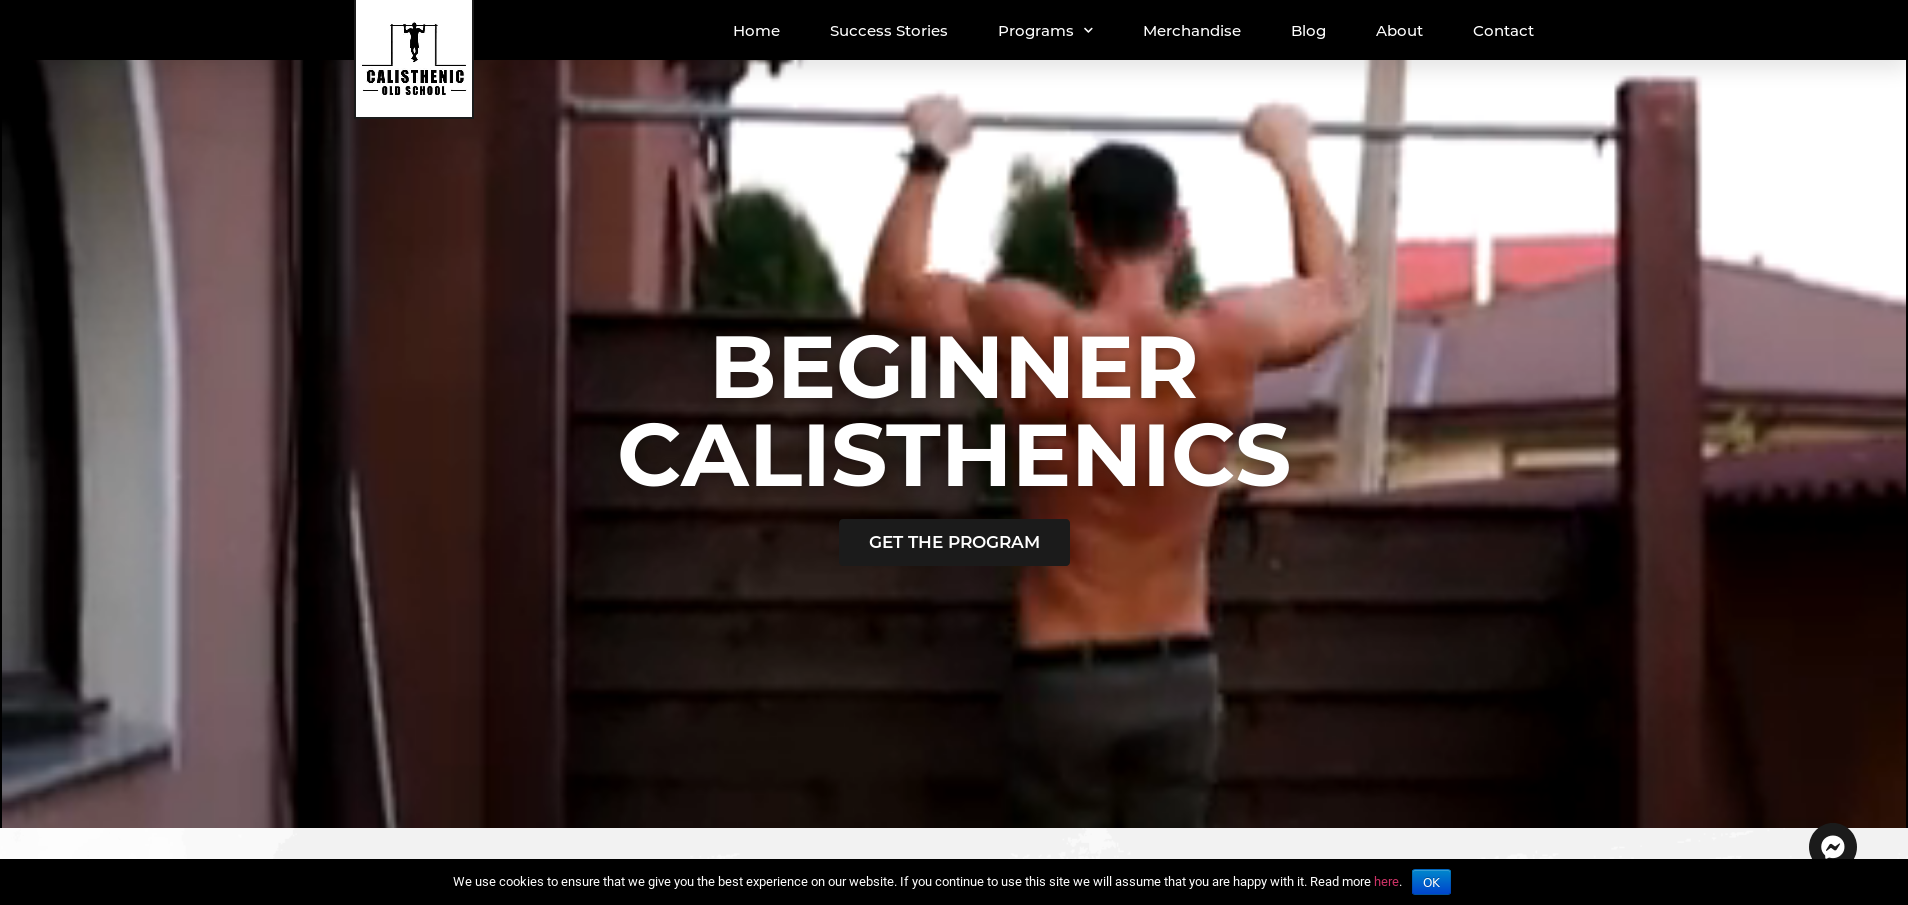 Home Success Stories Programs Merchandise Blog About Contact
CALISTHENIC
OLD SCHOOL
BEGINNER
CALISTHENICS
GET THE PROGRAM
We use cookies to ensure that we give you the best experience on our website. If you continue to use this site we will assume that you are happy with it. Read more here. OK